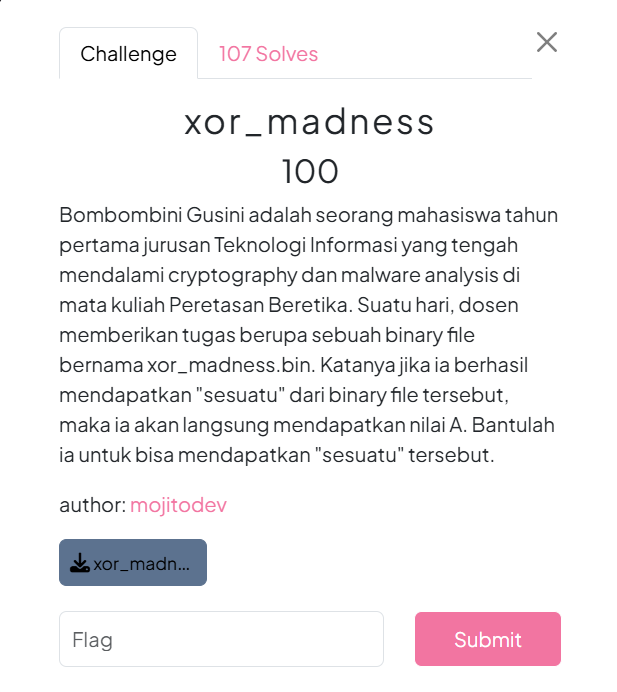 Challenge
107 Solves
xor_madness
100
Bombombini Gusini adalah seorang mahasiswa tahun
pertama jurusan Teknologi Informasi yang tengah
mendalami cryptography dan malware analysis di
mata kuliah Peretasan Beretika. Suatu hari, dosen
memberikan tugas berupa sebuah binary file
bernama xor_madness.bin. Katanya jika ia berhasil
mendapatkan "sesuatu" dari binary file tersebut,
maka ia akan langsung mendapatkan nilai A. Bantulah
ia untuk bisa mendapatkan "sesuatu" tersebut.
author: mojitodev
xor_madn...
Flag
Submit